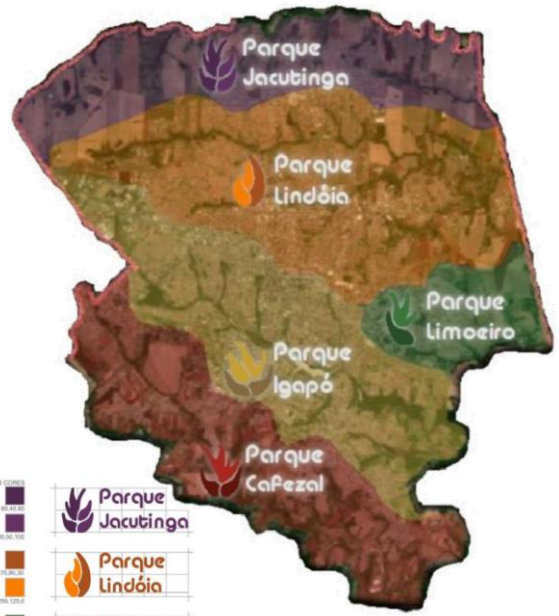 Parque
Jacutinga
Parque
Lindóia
Parque
Limoeiro
Parque
Igapó
Parque
Cafezal
CORES
Parque
Jacutinga
Parque
Lindóia